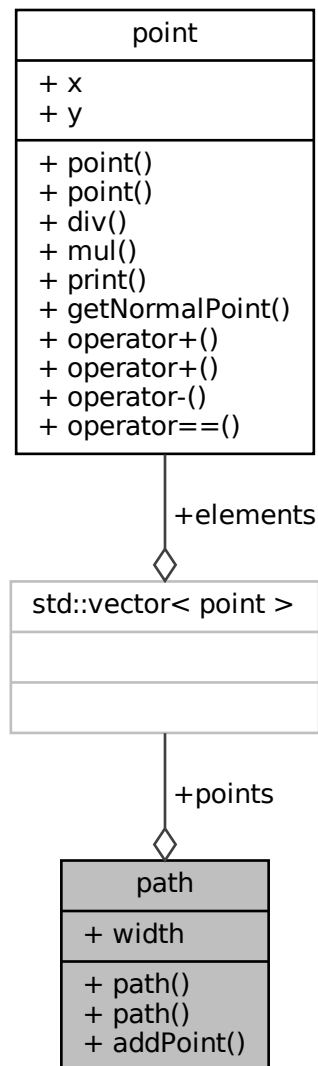 point
+ x
+ y
+ point()
+ point()
+ div()
+ mul()
+ print()
+ getNormalPoint()
+ operator+()
+ operator+()
+ operator-()
+ operator==()
+elements
std::vector< point >
+points
path
+ width
+ path()
+ path()
+ addPoint()